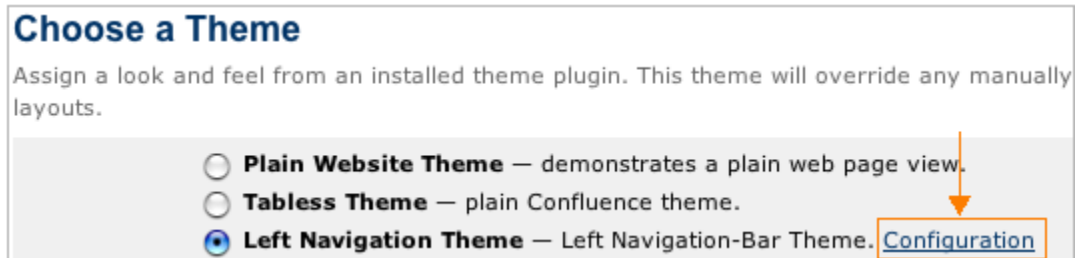 Choose a Theme
Assign a look and feel from an installed theme plugin. This theme will override any manually
layouts.
Plain Website Theme — demonstrates a plain web page view.
Tabless Theme — plain Confluence theme.
Left Navigation Theme — Left Navigation-Bar Theme. Configuration